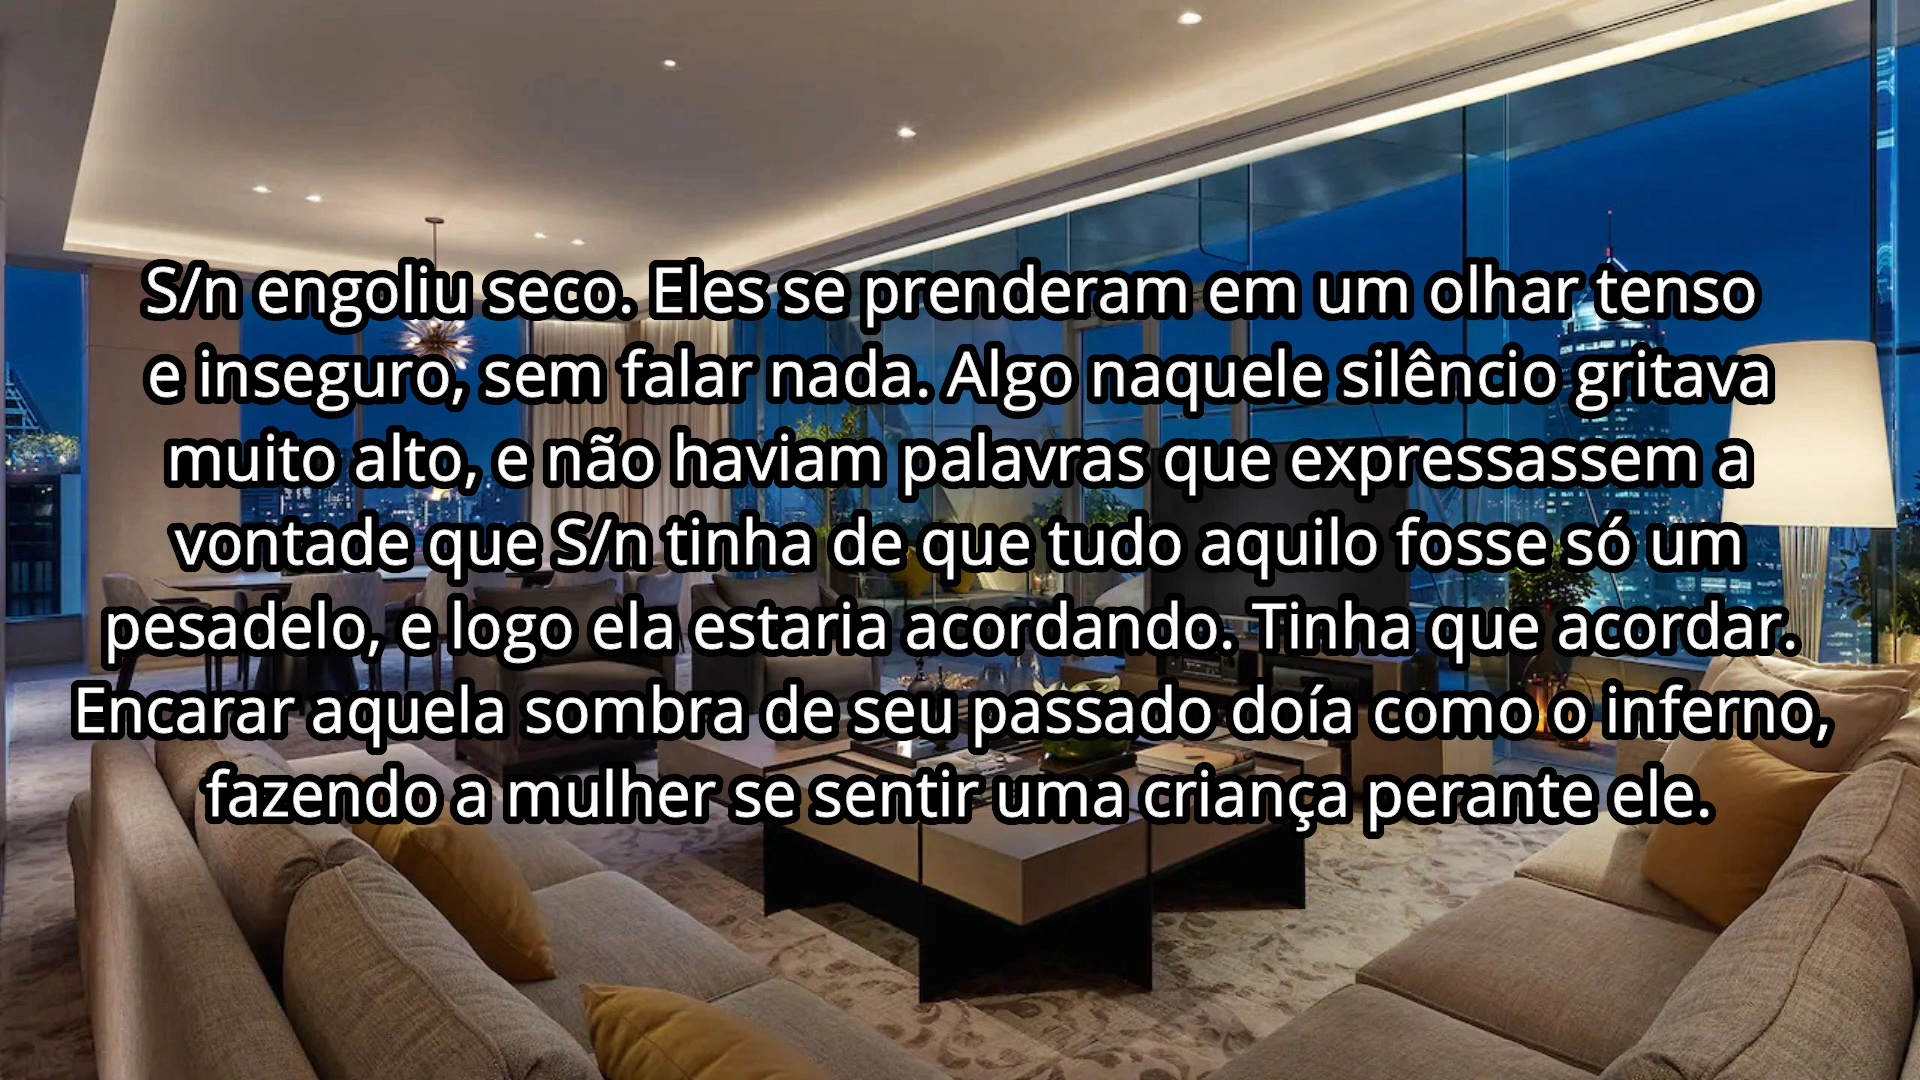 S/n engoliu seco. Eles se prenderam em um olhar tenso
e inseguro, sem falar nada. Algo naquele silêncio gritava
muito alto, e não haviam palavras que expressassem a
vontade que S/n tinha de que tudo aquilo fosse só um
pesadelo, e logo ela estaria acordando. Tinha que acordar.
Encarar aquela sombra de seu passado doía como o inferno,
fazendo a mulher se sentir uma criança perante ele.